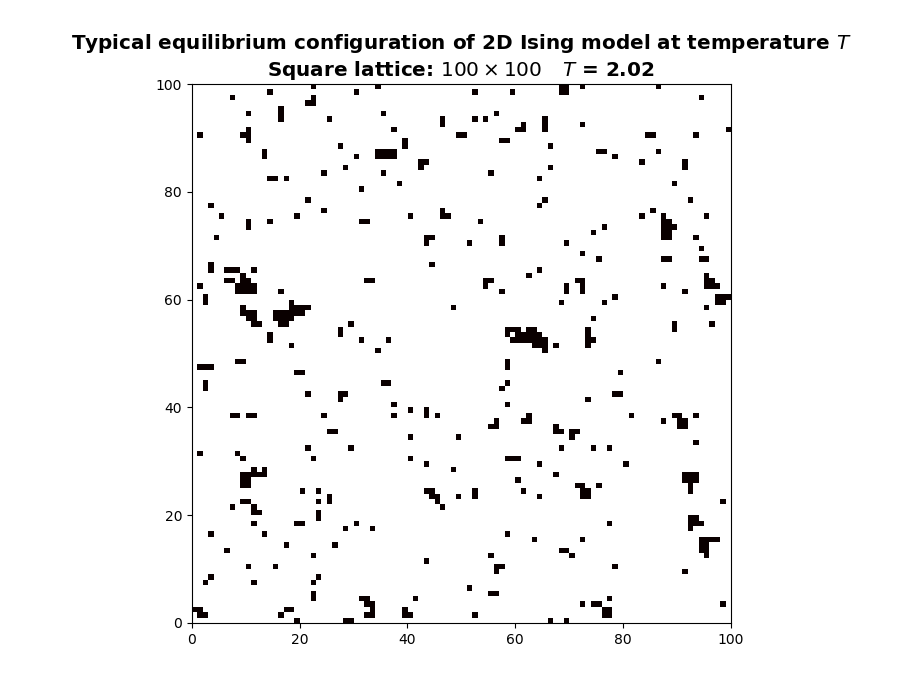 Typical equilibrium configuration of 2D Ising model at temperature T
Square lattice: 100 × 100 T = 2.02
100
80
60
40
20
0
0 20 40 60 80 100